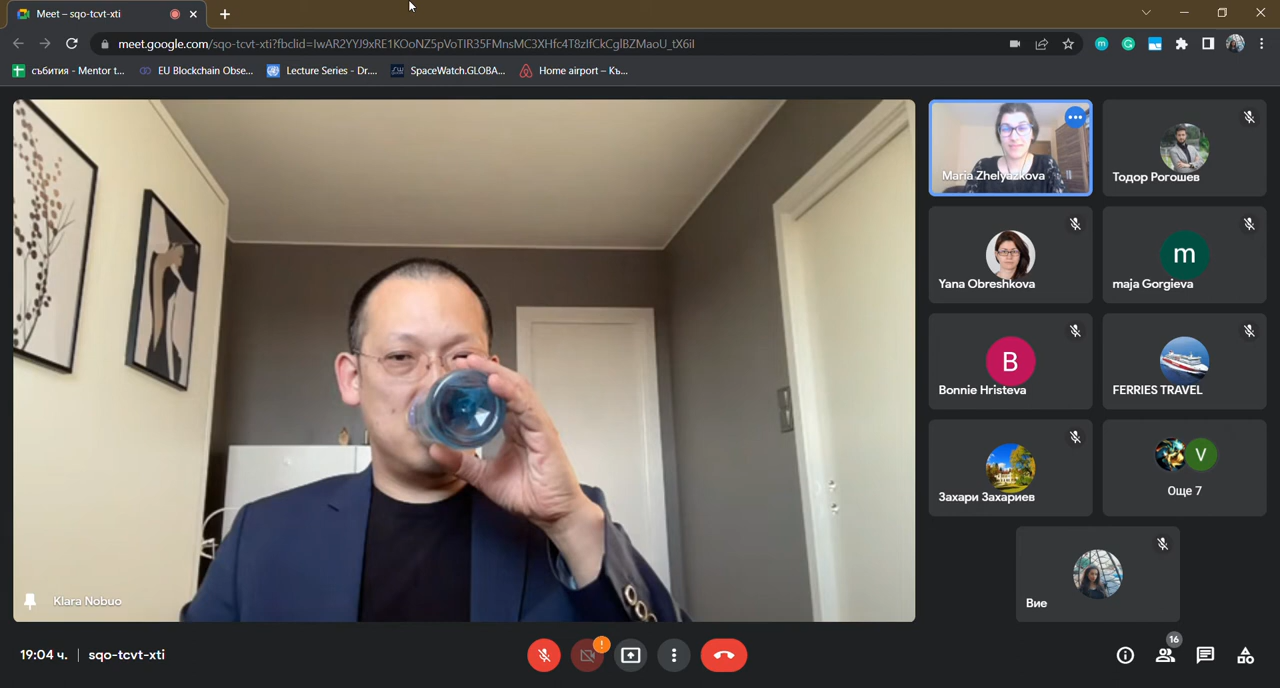 Meet – sqo-tcvt-xti
meet.google.com/sqo-tcvt-xti?fbclid=IwAR2YYJ9xRE1KOoNZ5pVoTIR35FMnsMC3XHfc4T8zIfCkCglBZMaoU_tX6iI
събития - Mentor t...
EU Blockchain Obse...
Lecture Series - Dr....
SpaceWatch.GLOBA...
Home airport – Къ...
Maria Zhelyazkova
Тодор Рогошев
Yana Obreshkova
m
maja Gorgieva
B
Bonnie Hristeva
FERRIES TRAVEL
Захари Захариев
V
Още 7
Вие
Klara Nobuo
19:04 ч. | sqo-tcvt-xti
!
16